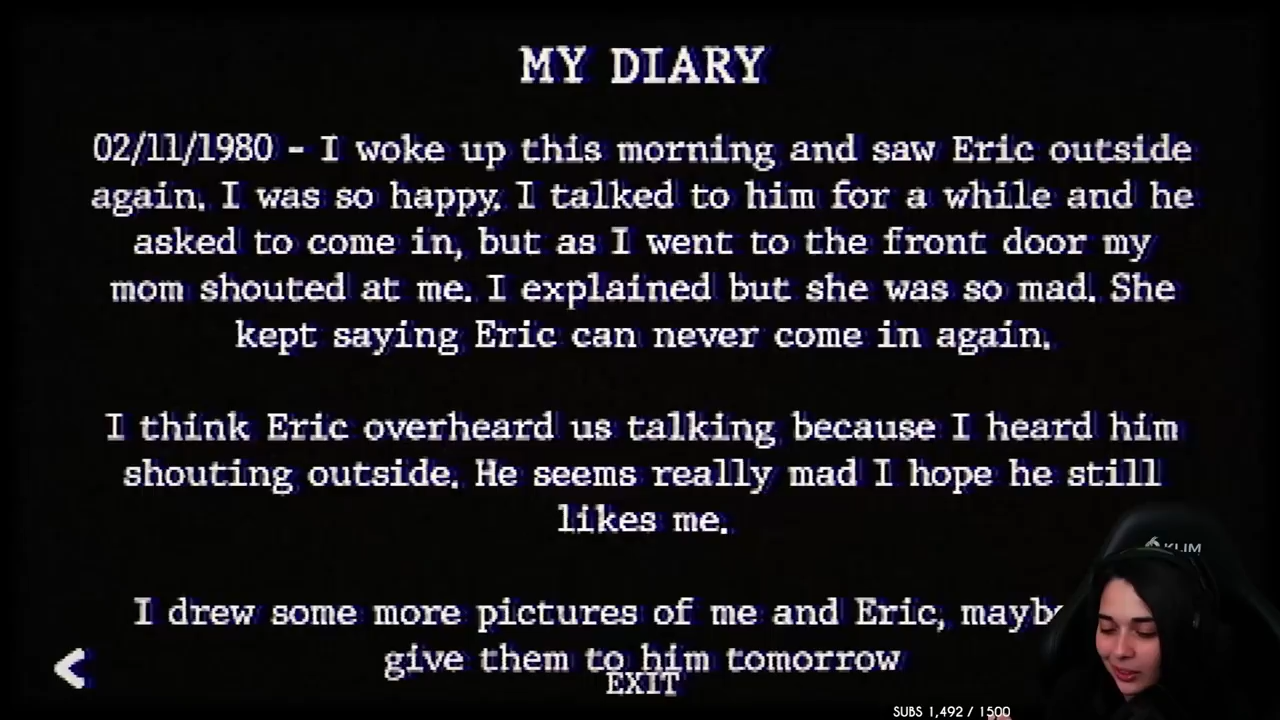 MY DIARY
02/11/1980 - I woke up this morning and saw Eric outside
again. I was so happy. I talked to him for a while and he
asked to come in, but as I went to the front door my
mom shouted at me. I explained but she was so mad. She
kept saying Eric can never come in again.
I think Eric overheard us talking because I heard him
shouting outside. He seems really mad I hope he still
likes me.
I drew some more pictures of me and Eric, maybe
give them to him tomorrow
<
EXIT
KLIM
SUBS 1,492 / 1500